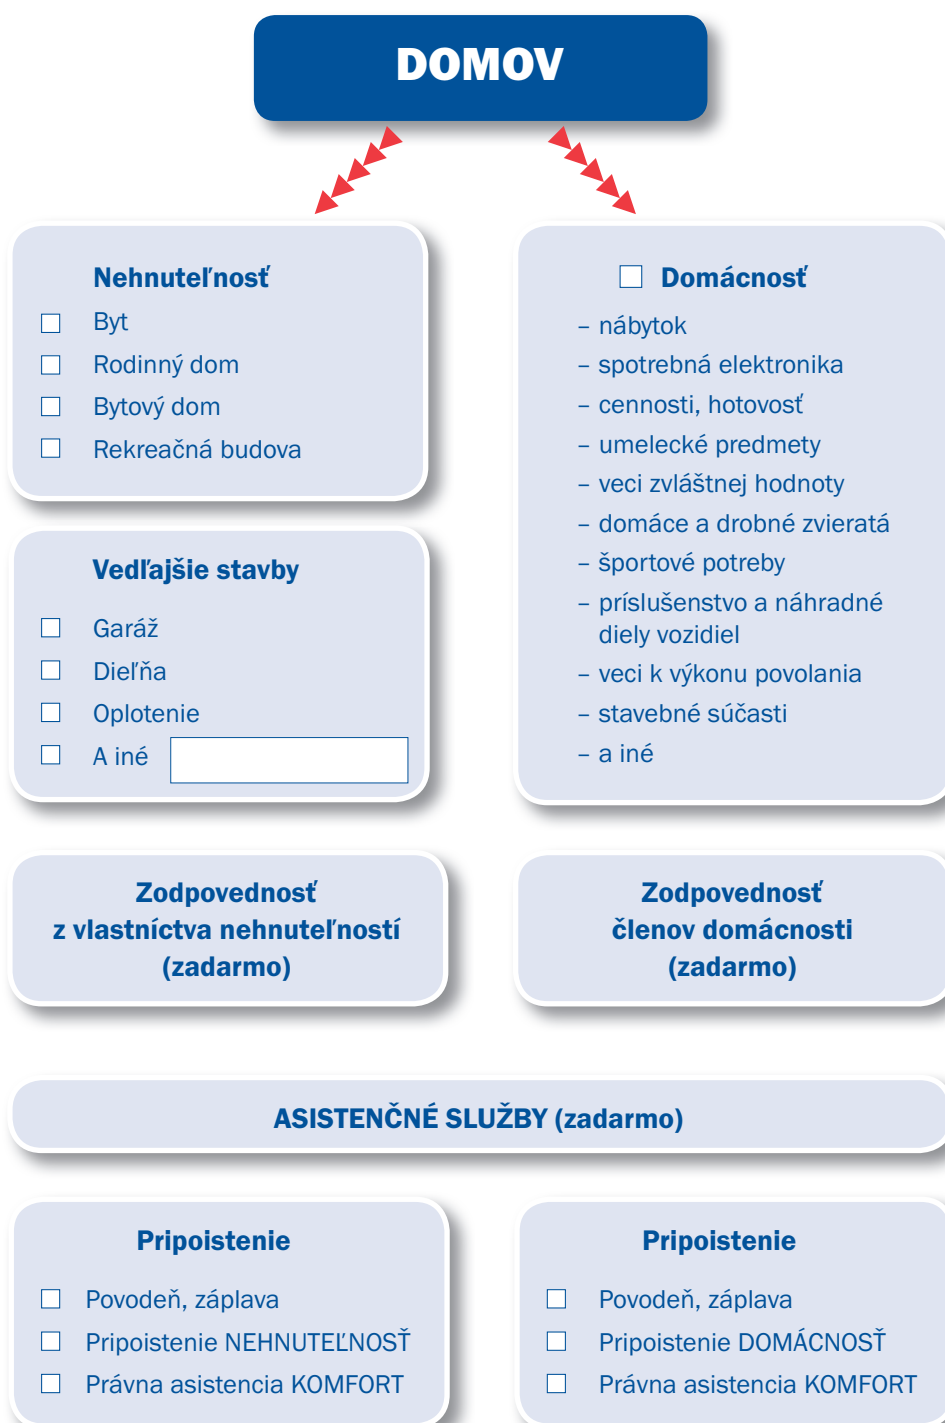 DOMOV
Nehnuteľnosť
Byt
Rodinný dom
Bytový dom
Rekreačná budova
Vedľajšie stavby
Garáž
Dieľňa
Oplotenie
A iné
Domácnosť
– nábytok
– spotrebná elektronika
– cennosti, hotovosť
– umelecké predmety
– veci zvláštnej hodnoty
– domáce a drobné zvieratá
– športové potreby
– príslušenstvo a náhradné
diely vozidiel
– veci k výkonu povolania
– stavebné súčasti
– a iné
Zodpovednosť
z vlastníctva nehnuteľností
(zadarmo)
Zodpovednosť
členov domácnosti
(zadarmo)
ASISTENČNÉ SLUŽBY (zadarmo)
Pripoistenie
Povodeň, záplava
Pripoistenie NEHNUTEĽNOSŤ
Právna asistencia KOMFORT
Pripoistenie
Povodeň, záplava
Pripoistenie DOMÁCNOSŤ
Právna asistencia KOMFORT